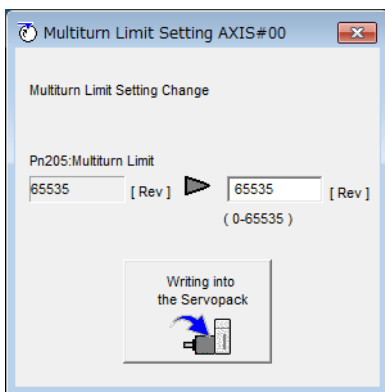 Multiturn Limit Setting AXIS#00
Multiturn Limit Setting Change
Pn205:Multiturn Limit
65535 [ Rev ] 65535 [ Rev ]
( 0-65535 )
Writing into
the Servopack